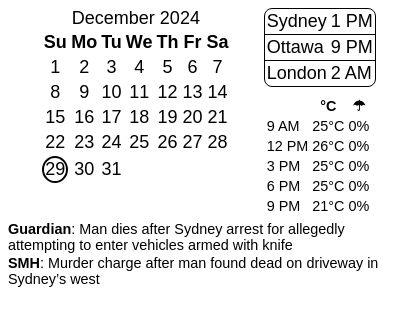 December 2024
Su Mo Tu We Th Fr Sa
1 2 3 4 5 6 7
8 9 10 11 12 13 14
15 16 17 18 19 20 21
22 23 24 25 26 27 28
29 30 31
Sydney 1 PM
Ottawa 9 PM
London 2 AM
°C ☂
9 AM 25°C 0%
12 PM 26°C 0%
3 PM 25°C 0%
6 PM 25°C 0%
9 PM 21°C 0%
Guardian: Man dies after Sydney arrest for allegedly
attempting to enter vehicles armed with knife
SMH: Murder charge after man found dead on driveway in
Sydney’s west